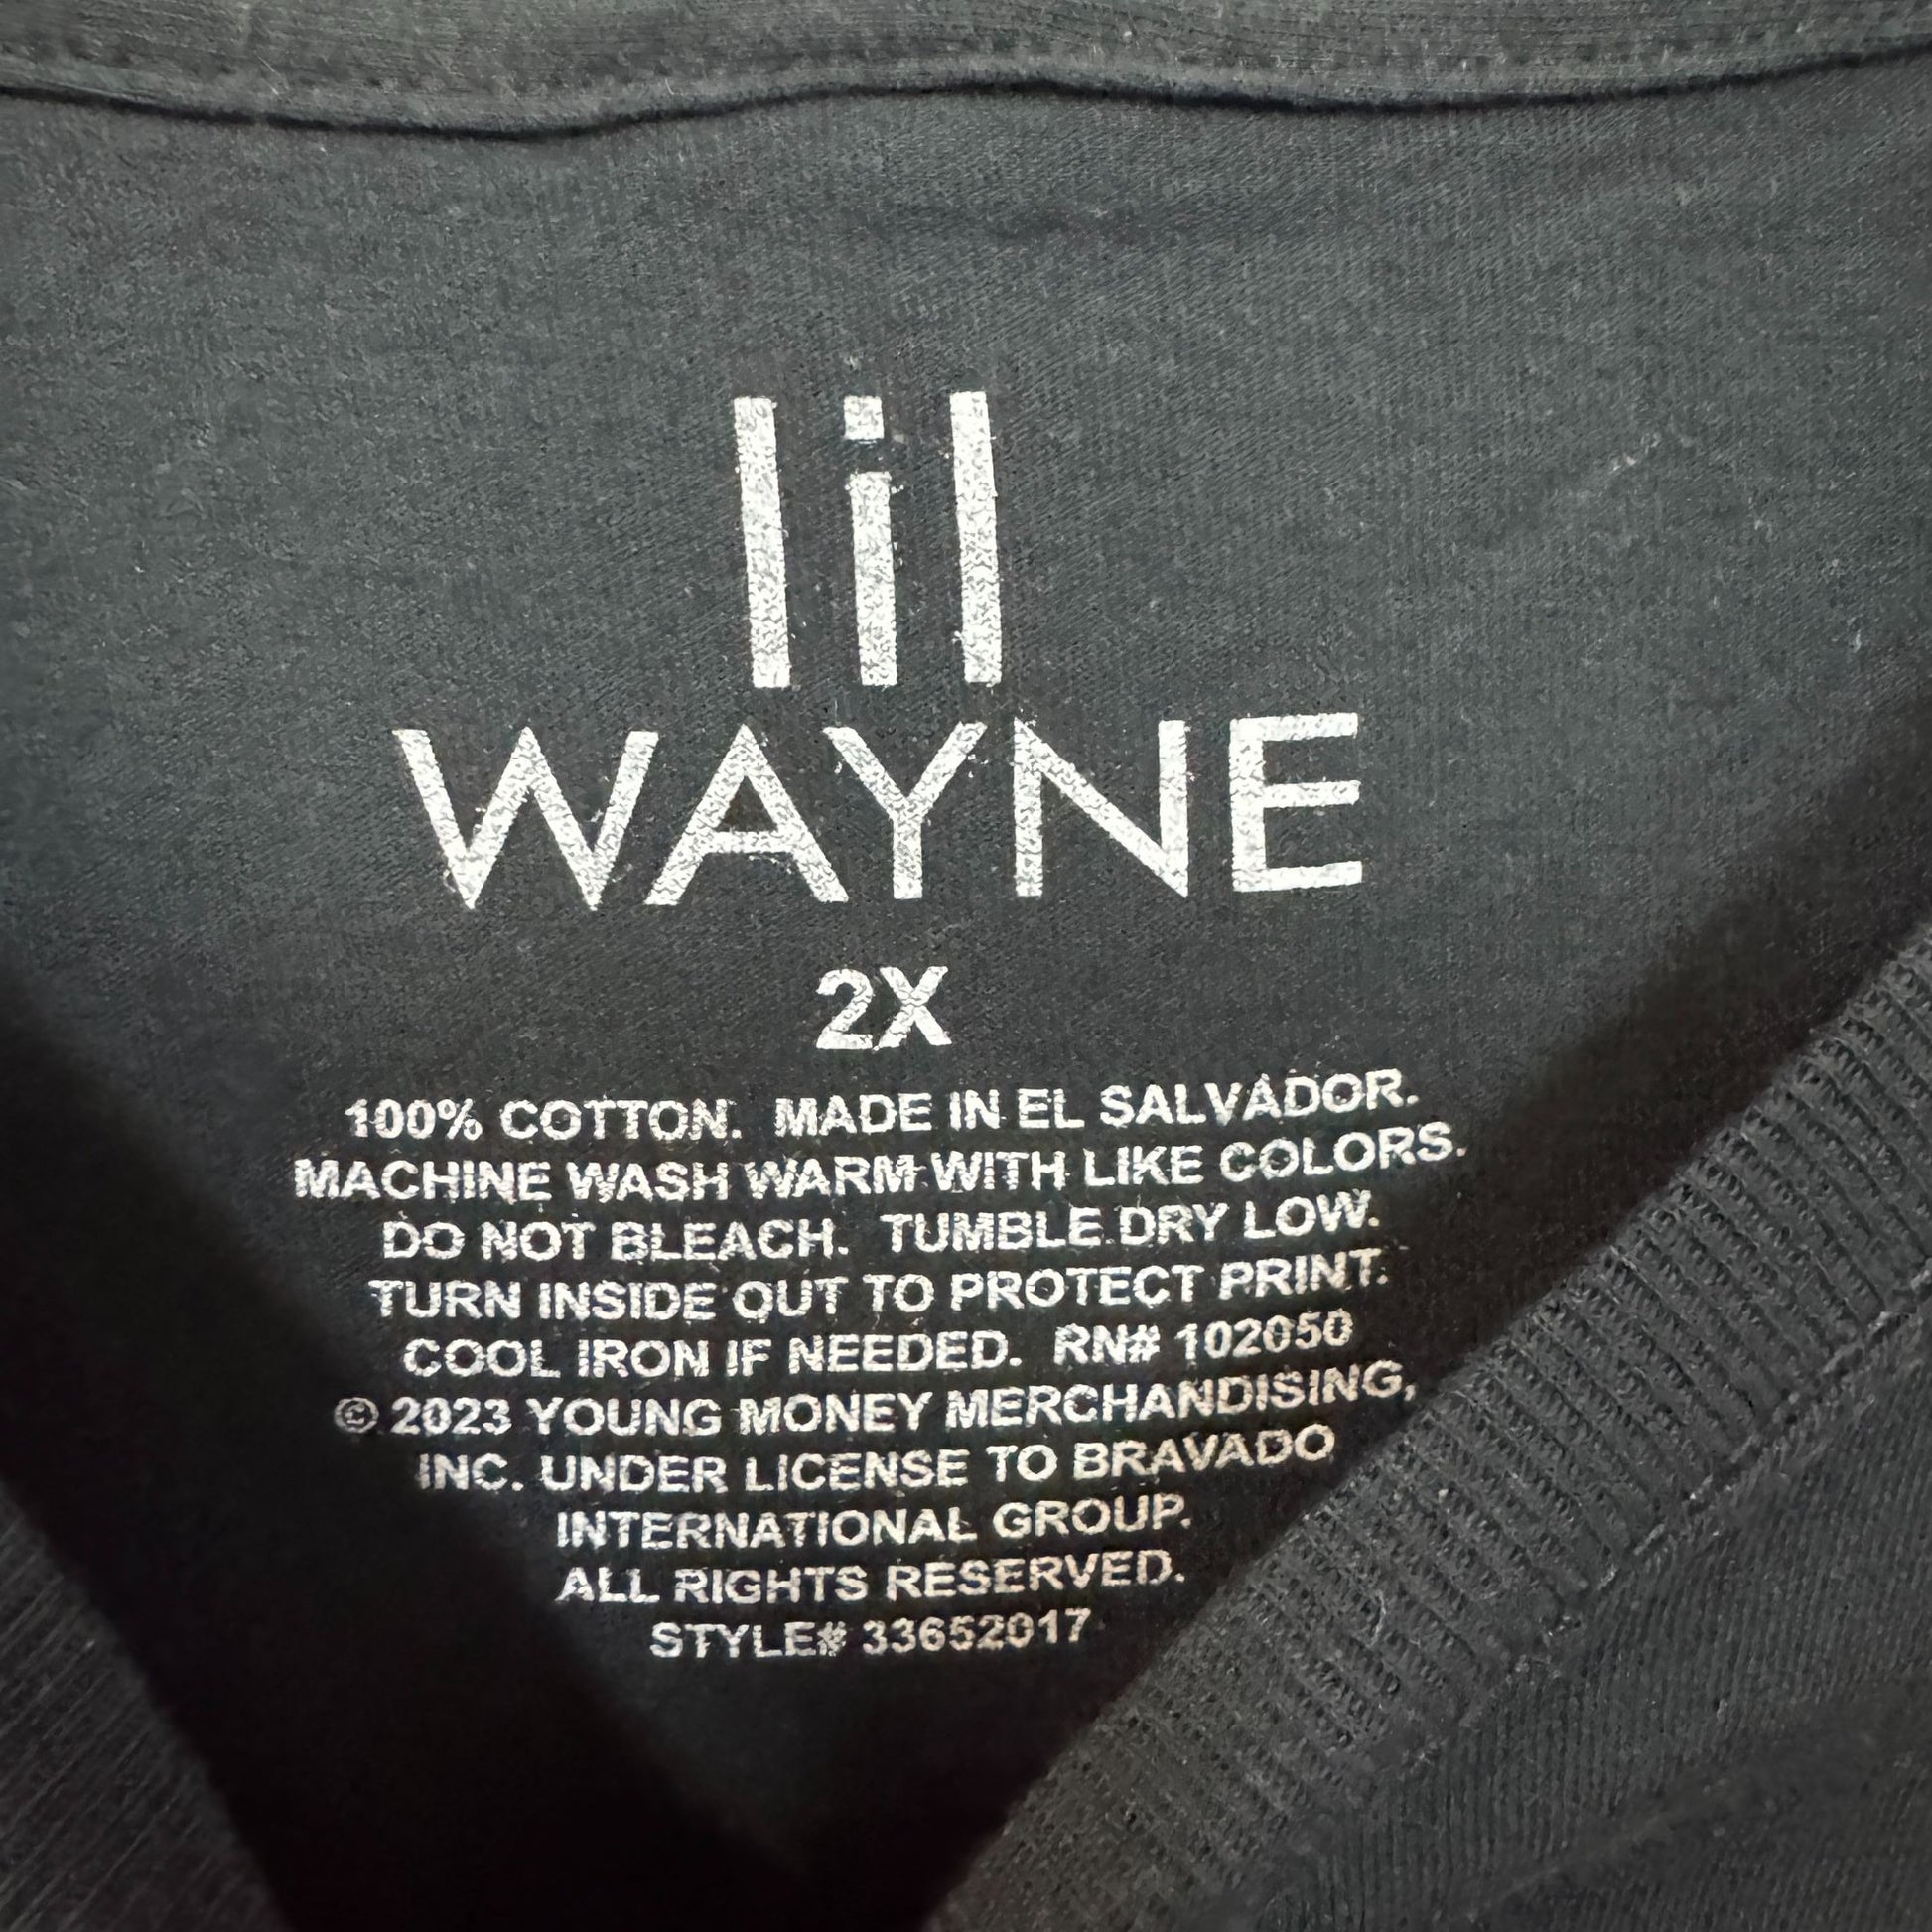 lil
WAYNE
2X
100% COTTON. MADE IN EL SALVADOR.
MACHINE WASH WARM WITH LIKE COLORS.
DO NOT BLEACH. TUMBLE DRY LOW.
TURN INSIDE OUT TO PROTECT PRINT.
COOL IRON IF NEEDED. RN# 102050
© 2023 YOUNG MONEY MERCHANDISING,
INC. UNDER LICENSE TO BRAVADO
INTERNATIONAL GROUP.
ALL RIGHTS RESERVED.
STYLE# 33652017